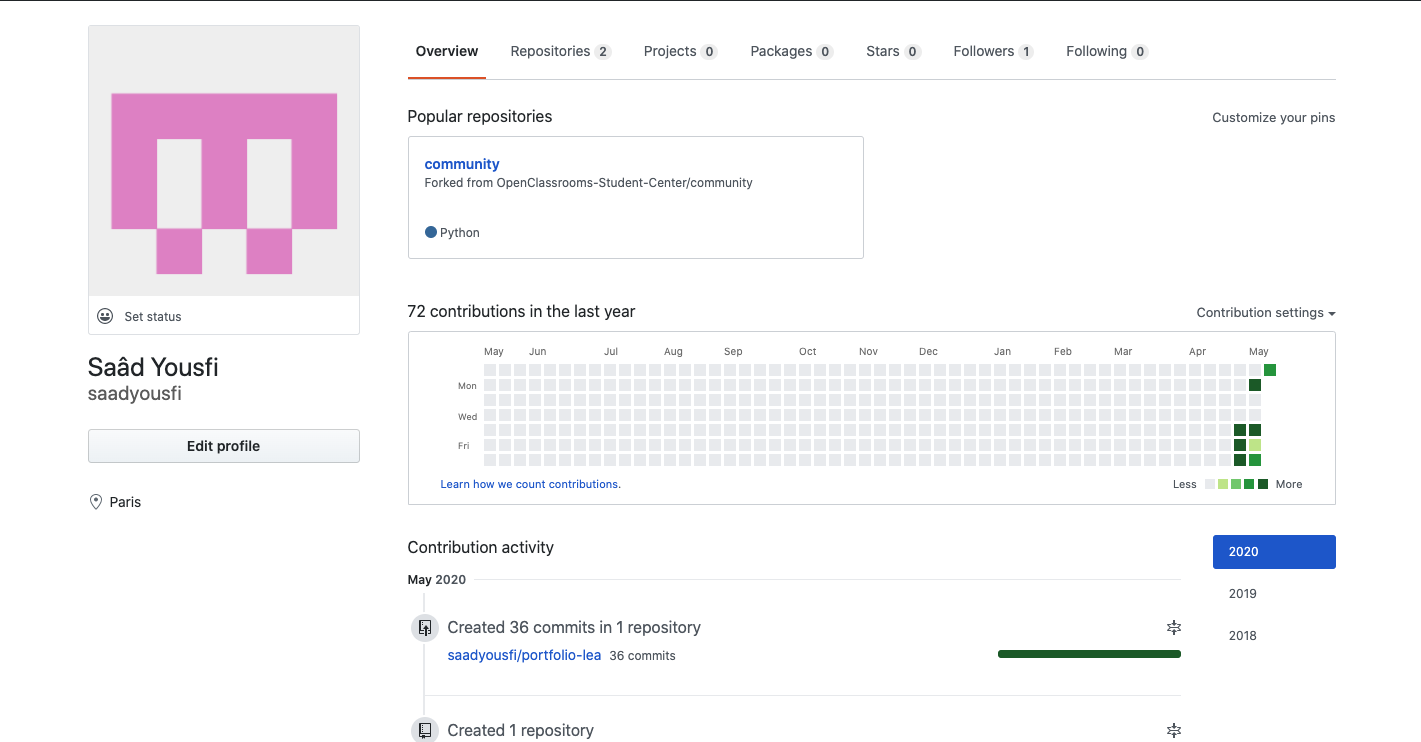 Overview Repositories 2 Projects 0 Packages 0 Stars 0 Followers 1 Following 0
Set status
Saâd Yousfi
saadyousfi
Edit profile
Paris
Popular repositories Customize your pins
community
Forked from OpenClassrooms-Student-Center/community
Python
72 contributions in the last year Contribution settings
May Jun Jul Aug Sep Oct Nov Dec Jan Feb Mar Apr May
Mon
Wed
Fri
Learn how we count contributions. Less More
Contribution activity
2020
2019
2018
May 2020
Created 36 commits in 1 repository
saadyousfi/portfolio-lea 36 commits
Created 1 repository